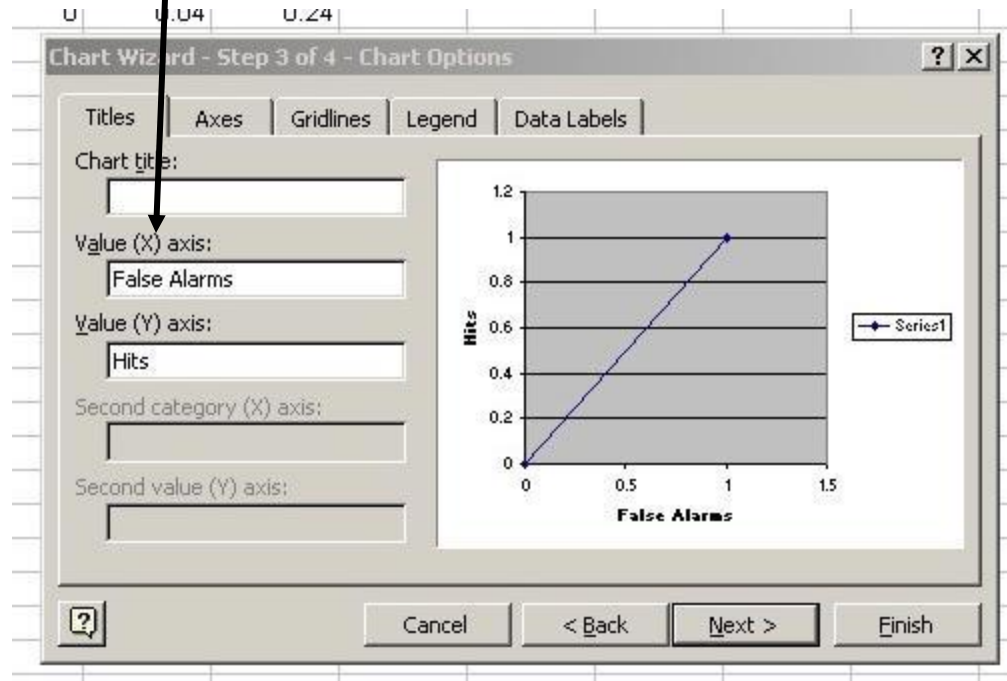 0 0.04 0.24
Chart Wizard - Step 3 of 4 - Chart Options
Titles Axes Gridlines Legend Data Labels
Chart title:
Value (X) axis:
False Alarms
Value (Y) axis:
Hits
Second category (X) axis:
Second value (Y) axis:
1.2
1
0.8
0.6
0.4
0.2
0
Hits
0 0.5 1 1.5
False Alarms
Series1
Cancel < Back Next > Finish